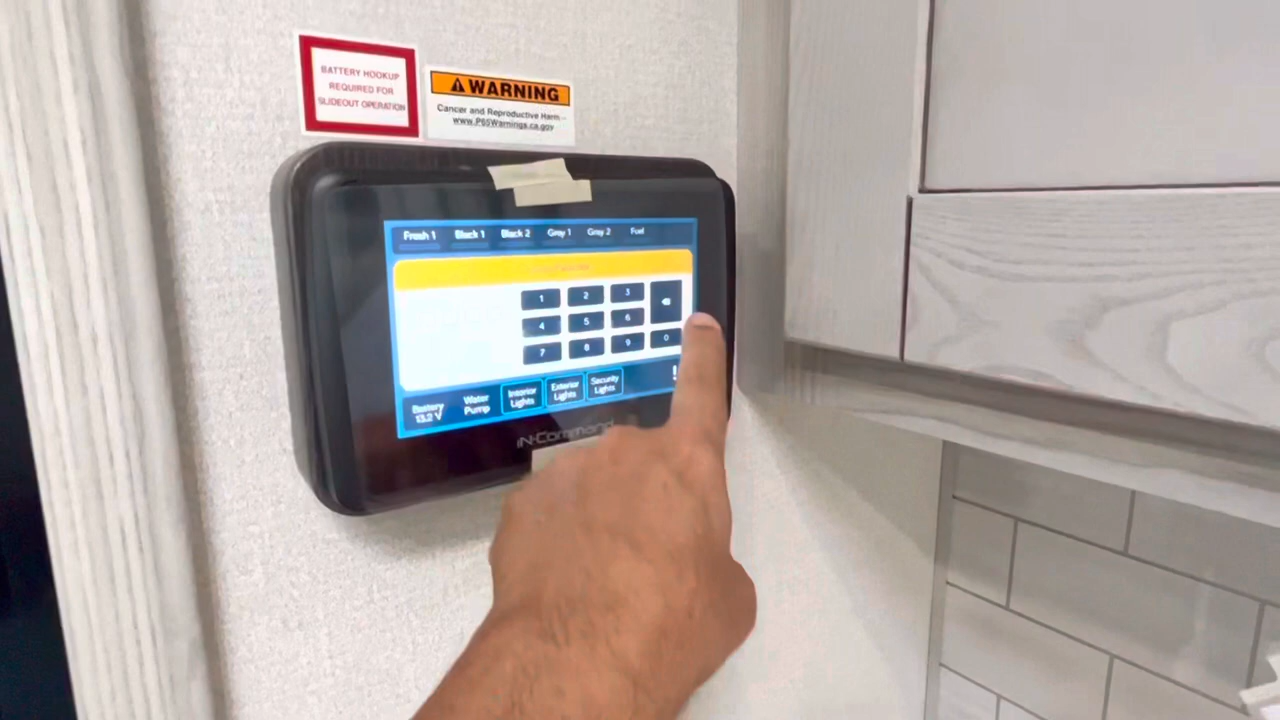 BATTERY HOOKUP
REQUIRED FOR
SLIDEOUT OPERATION
WARNING
Cancer and Reproductive Harm -
www.P65Warnings.ca.gov
Fresh 1 Black 1 Black 2 Gray 1 Gray 2 Fuel
1 2 3
4 5 6
7 8 9 0
Battery
13.2 V
Water
Pump
Interior
Lights
Exterior
Lights
Security
Lights
!
iN·Command